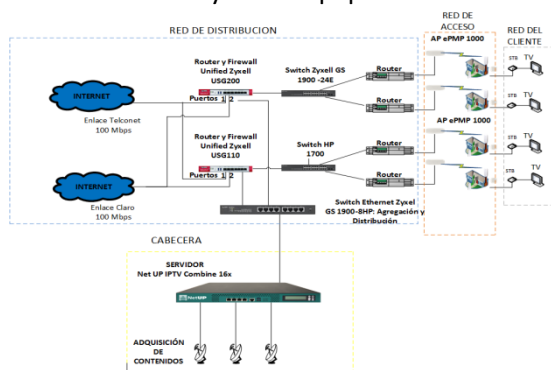 RED DE DISTRIBUCION
RED DE
ACCESO
RED DEL
CLIENTE
AP ePMP 1000
STB TV
Router y Firewall
Unified Zyxell
USG200
Switch Zyxell GS
1900 -24E
Router
INTERNET
Puertos 1 2
Enlace Telconet
100 Mbps
Router
STB TV
Router y Firewall
Unified Zyxell
USG110
Switch HP
1700
AP ePMP 1000
Router
STB TV
Puertos 1 2
INTERNET
Router
STB TV
Enlace Claro
100 Mbps
Switch Ethernet Zyxel
GS 1900-8HP: Agregación y
Distribución
CABECERA
SERVIDOR
Net UP IPTV Combine 16x
NetUP
ADQUISICIÓN
DE
CONTENIDOS